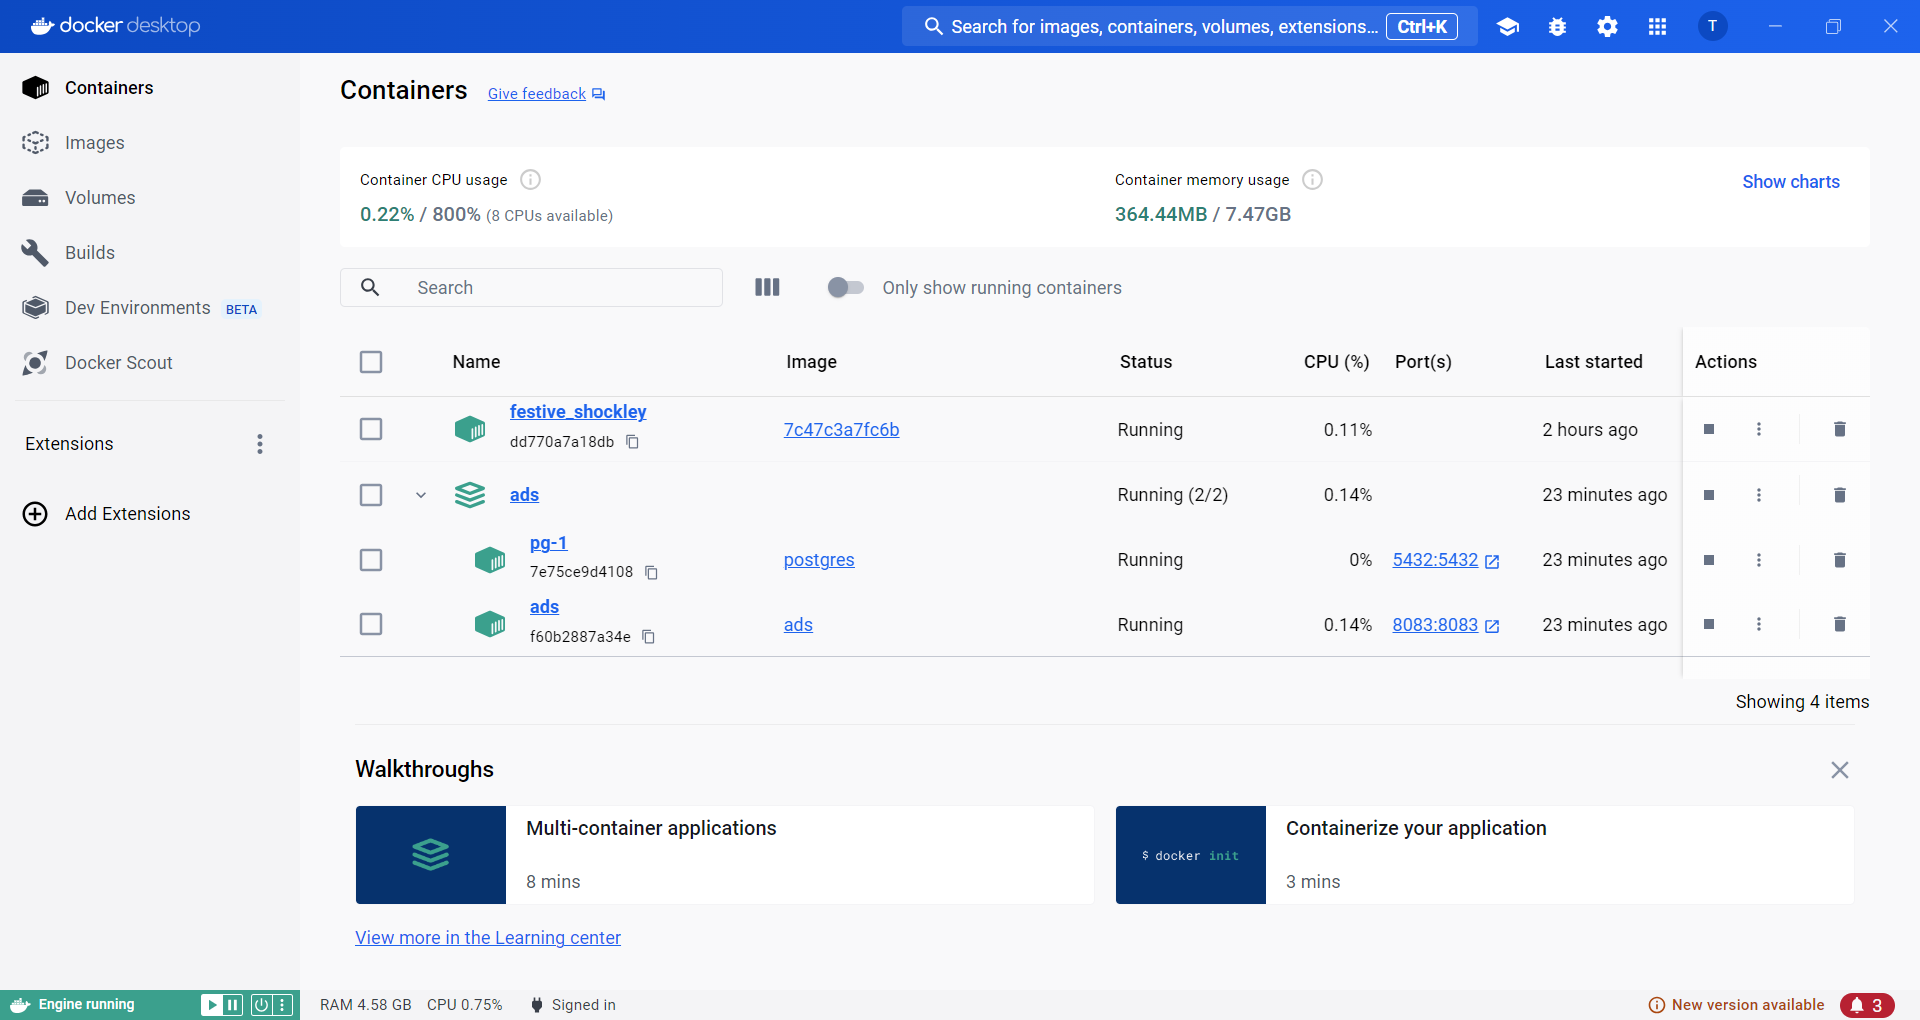 docker desktop
Search for images, containers, volumes, extensions... Ctrl+K
T
Containers
Images
Volumes
Builds
Dev Environments BETA
Docker Scout
Extensions
Add Extensions
Containers Give feedback
Container CPU usage
0.22% / 800% (8 CPUs available)
Container memory usage
364.44MB / 7.47GB
Show charts
Search
Only show running containers
Name Image Status CPU (%) Port(s) Last started Actions
festive_shockley
dd770a7a18db
7c47c3a7fc6b Running 0.11% 2 hours ago
ads Running (2/2) 0.14% 23 minutes ago
pg-1
7e75ce9d4108
postgres Running 0% 5432:5432 23 minutes ago
ads
f60b2887a34e
ads Running 0.14% 8083:8083 23 minutes ago
Showing 4 items
Walkthroughs
Multi-container applications
8 mins
$ docker init
Containerize your application
3 mins
View more in the Learning center
Engine running
RAM 4.58 GB CPU 0.75% Signed in
New version available
3